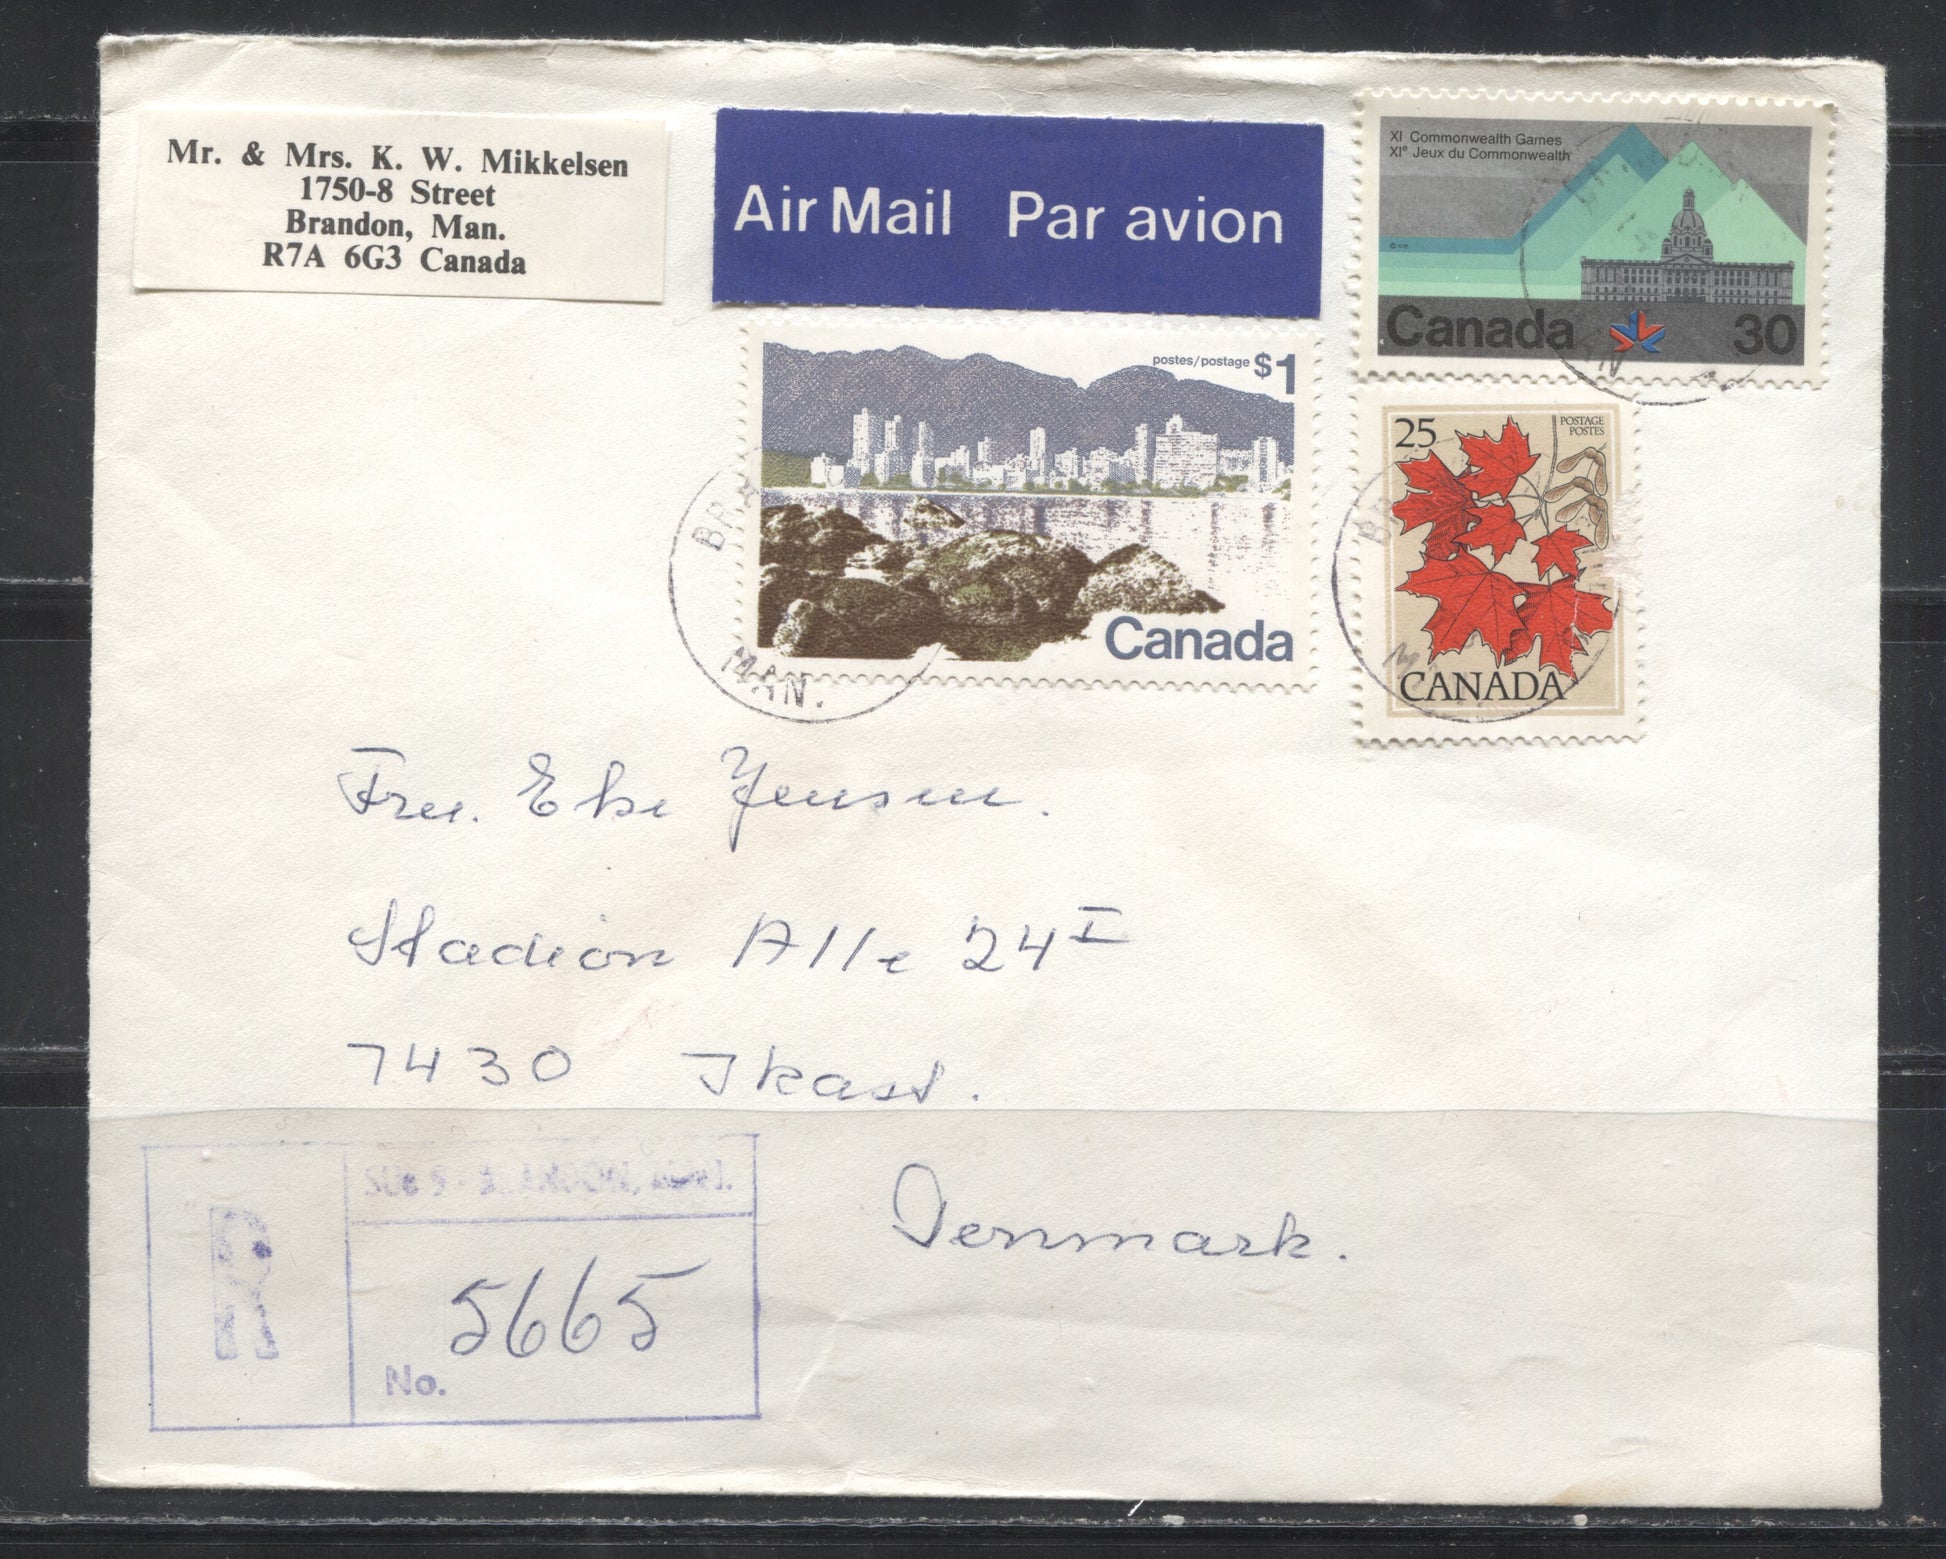 Mr. & Mrs. K. W. Mikkelsen
1750-8 Street
Brandon, Man.
R7A 6G3 Canada
Air Mail Par avion
XI Commonwealth Games
XIe Jeux du Commonwealth
Canada 30
postes/postage $1
Canada
25
POSTAGE
POSTES
CANADA
MAN.
Jensen.
Stadion Alle 24 I
7430 Ikast.
Denmark.
R
No. 5665